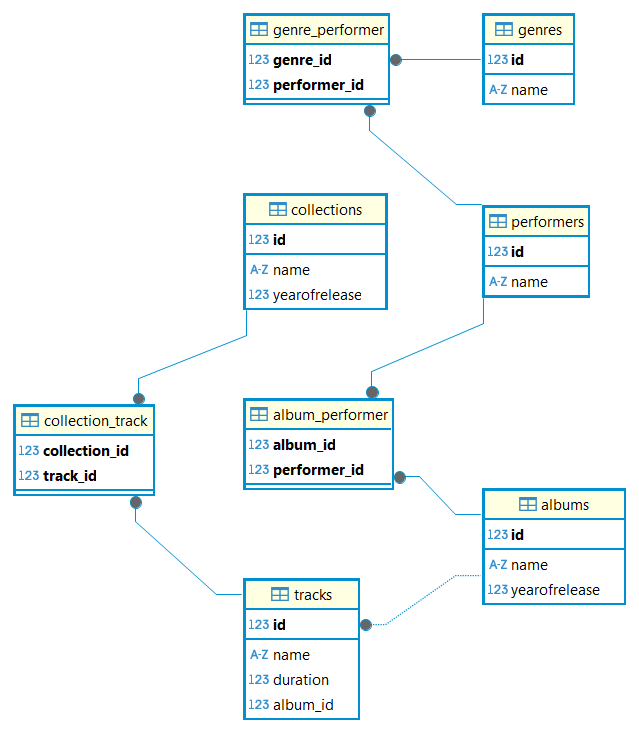 genre_performer
123 genre_id
123 performer_id
genres
123 id
A-Z name
collections
123 id
A-Z name
123 yearofrelease
performers
123 id
A-Z name
collection_track
123 collection_id
123 track_id
album_performer
123 album_id
123 performer_id
albums
123 id
A-Z name
123 yearofrelease
tracks
123 id
A-Z name
123 duration
123 album_id